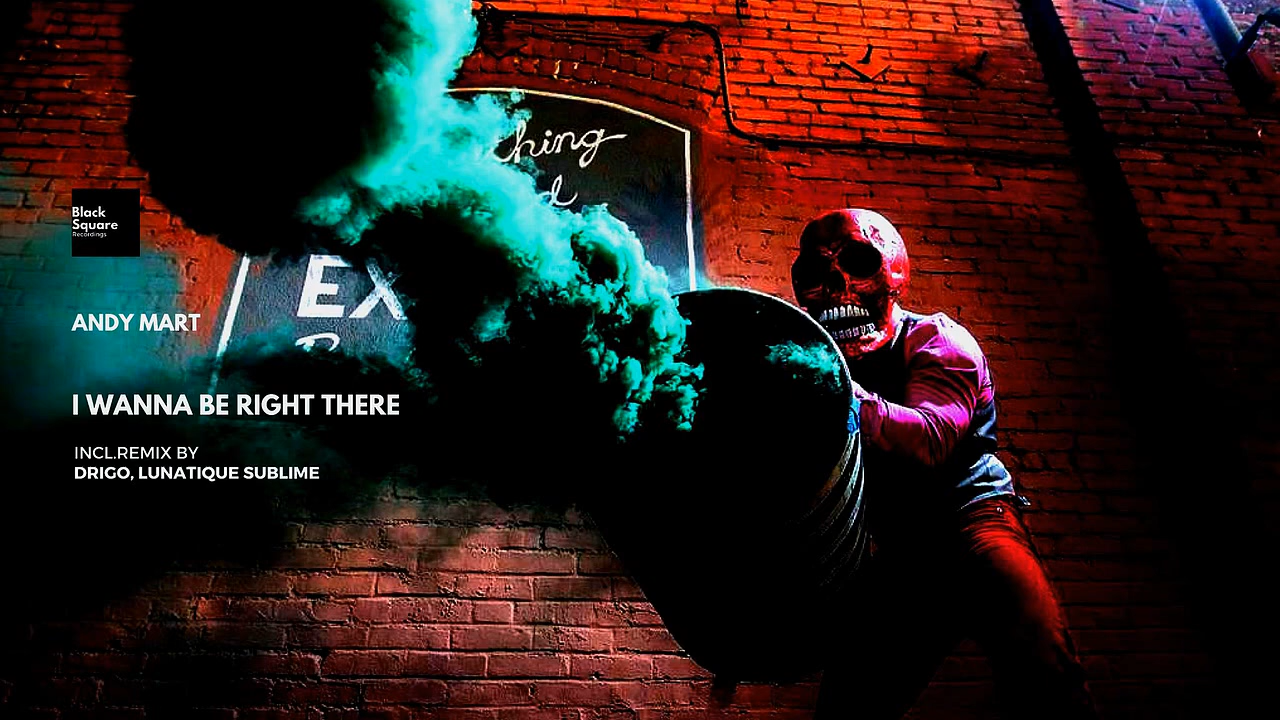 Black
Square
Recordings
ANDY MART
I WANNA BE RIGHT THERE
INCL.REMIX BY
DRIGO, LUNATIQUE SUBLIME